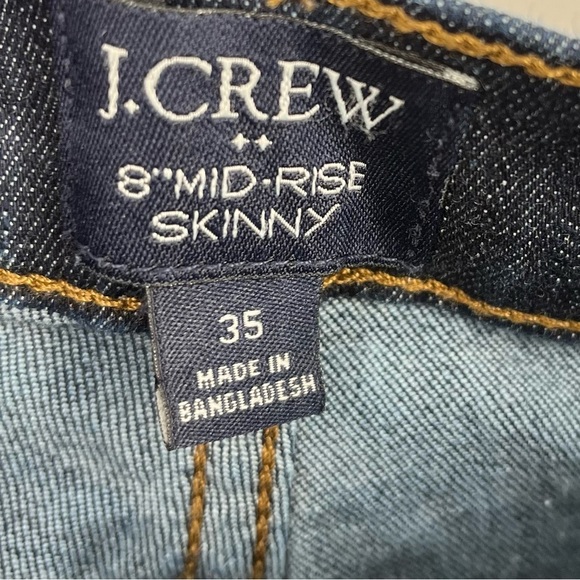 J.CREW
8" MID-RISE
SKINNY
35
MADE IN
BANGLADESH